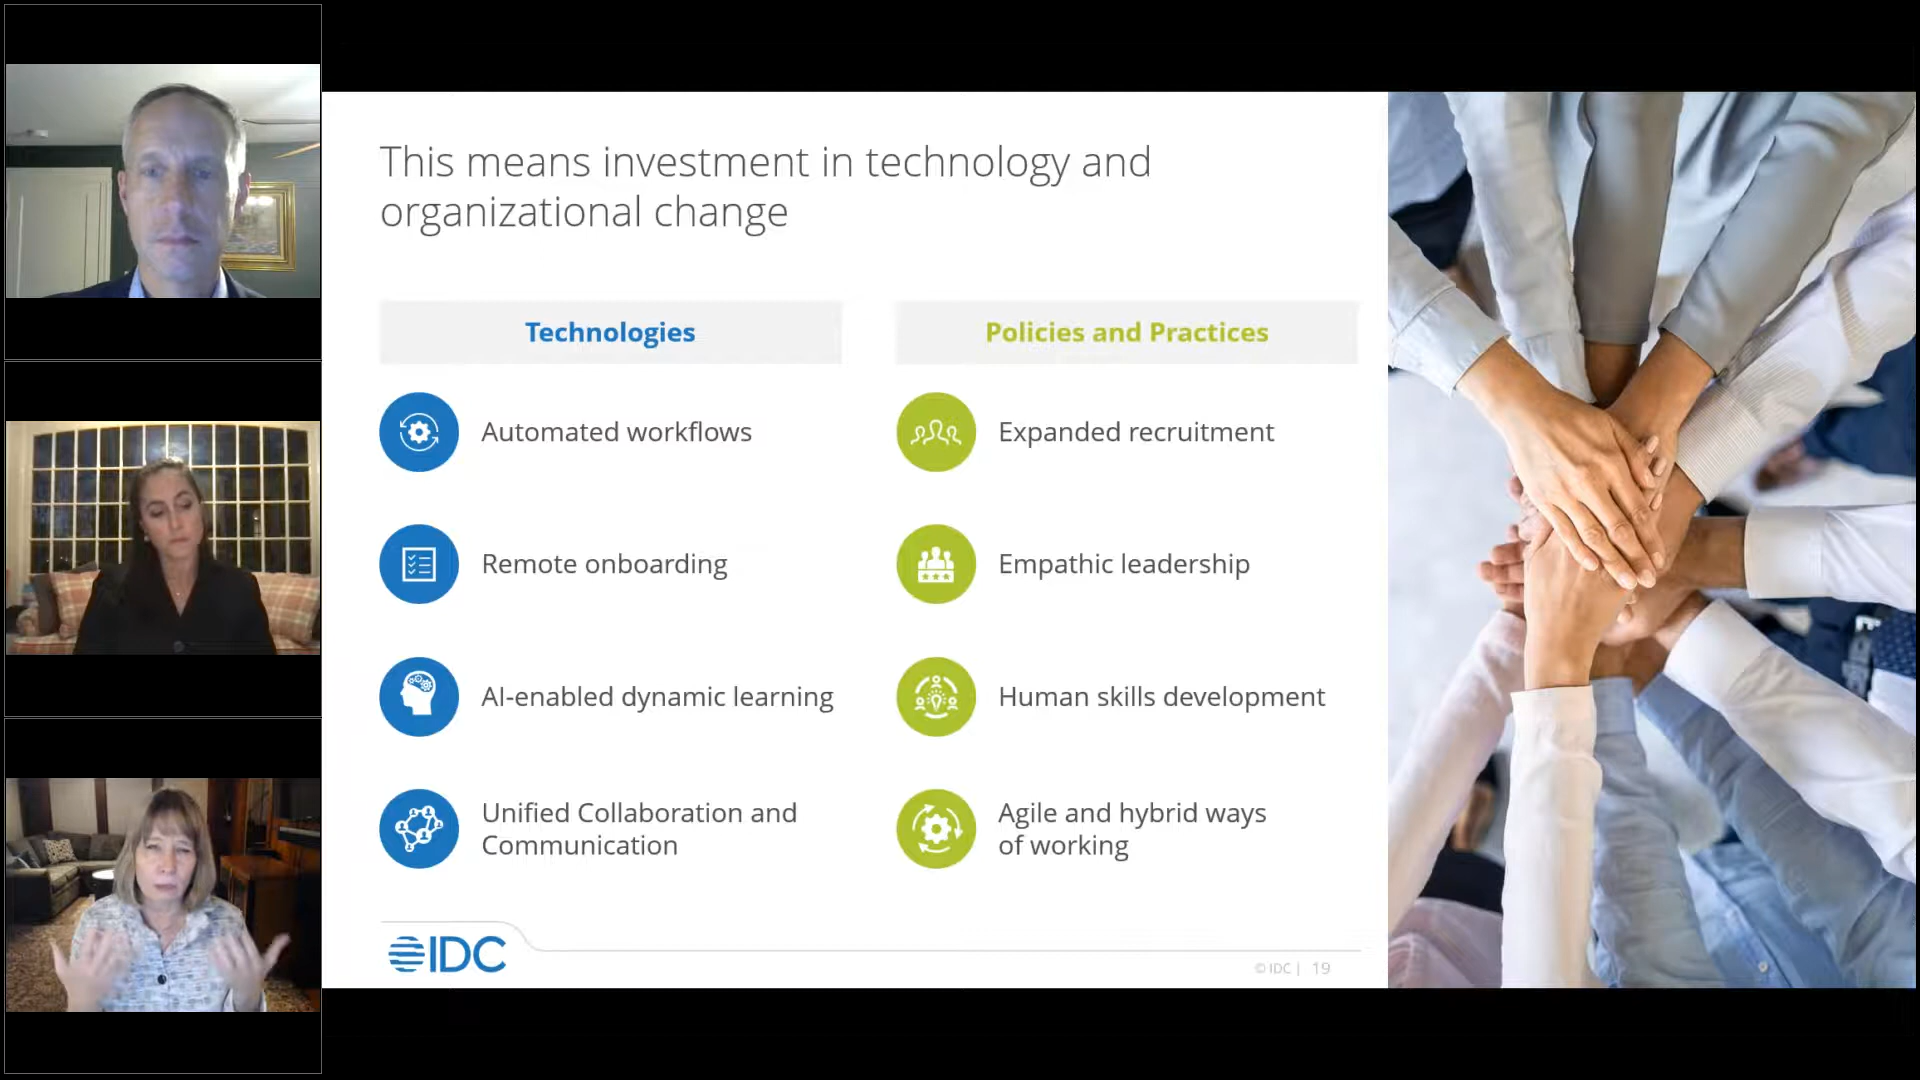 This means investment in technology and
organizational change
Technologies
Automated workflows
Remote onboarding
AI-enabled dynamic learning
Unified Collaboration and
Communication
Policies and Practices
Expanded recruitment
Empathic leadership
Human skills development
Agile and hybrid ways
of working
IDC
© IDC | 19